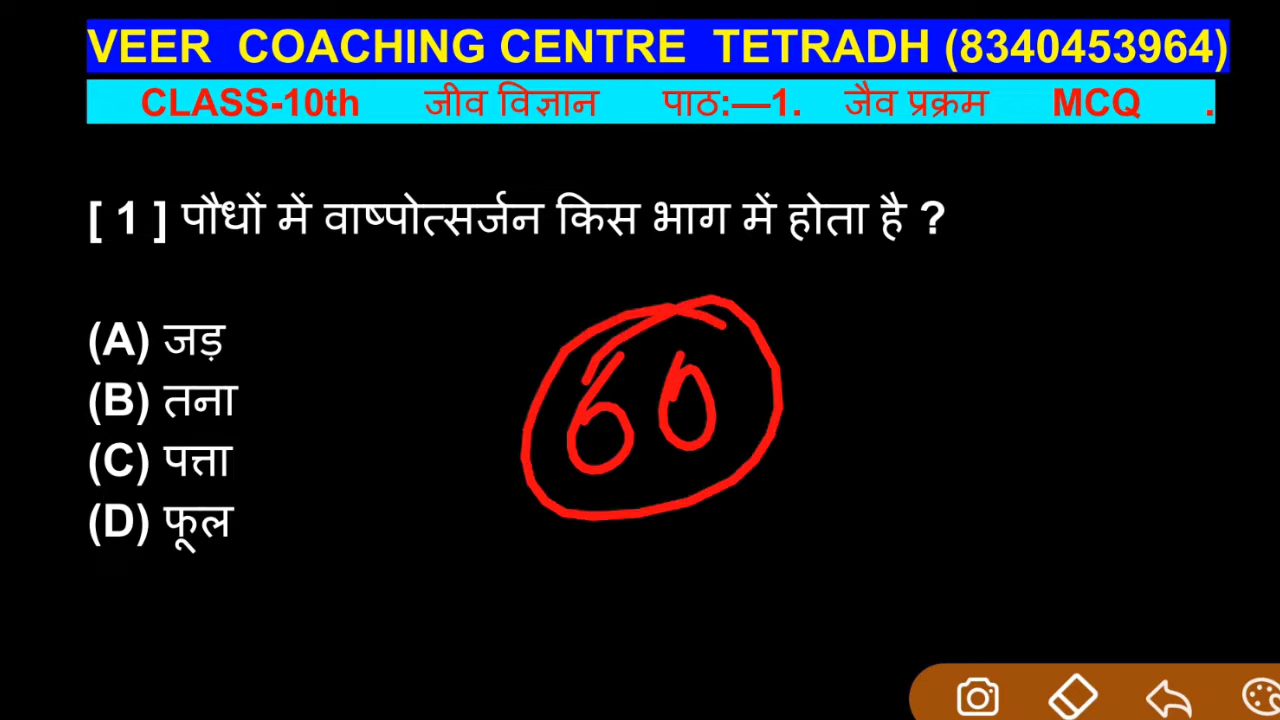 VEER COACHING CENTRE TETRADH (8340453964)
CLASS-10th जीव विज्ञान पाठ:—1. जैव प्रक्रम MCQ .
[ 1 ] पौधों में वाष्पोत्सर्जन किस भाग में होता है ?
(A) जड़
(B) तना
60
(C) पत्ता
(D) फूल